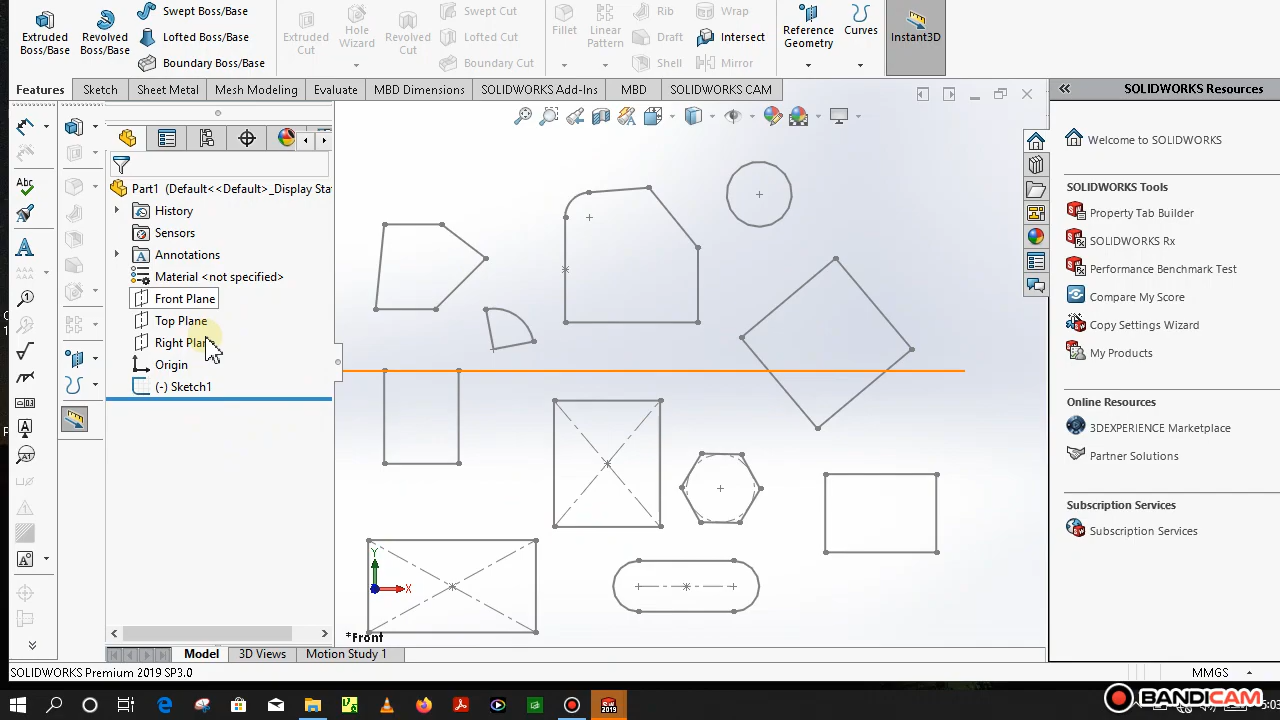 Extruded Boss/Base
Revolved Boss/Base
Swept Boss/Base
Lofted Boss/Base
Boundary Boss/Base
Extruded Cut
Hole Wizard
Revolved Cut
Swept Cut
Lofted Cut
Boundary Cut
Fillet
Linear Pattern
Rib
Draft
Shell
Wrap
Intersect
Mirror
Reference Geometry
Curves
Instant3D
Features
Sketch
Sheet Metal
Mesh Modeling
Evaluate
MBD Dimensions
SOLIDWORKS Add-Ins
MBD
SOLIDWORKS CAM
Part1 (Default<<Default>_Display Sta
History
Sensors
Annotations
Material <not specified>
Front Plane
Top Plane
Right Plane
Origin
(-) Sketch1
Y
X
*Front
Model
3D Views
Motion Study 1
SOLIDWORKS Resources
Welcome to SOLIDWORKS
SOLIDWORKS Tools
Property Tab Builder
SOLIDWORKS Rx
Performance Benchmark Test
Compare My Score
Copy Settings Wizard
My Products
Online Resources
3DEXPERIENCE Marketplace
Partner Solutions
Subscription Services
Subscription Services
SOLIDWORKS Premium 2019 SP3.0
MMGS
BANDICAM